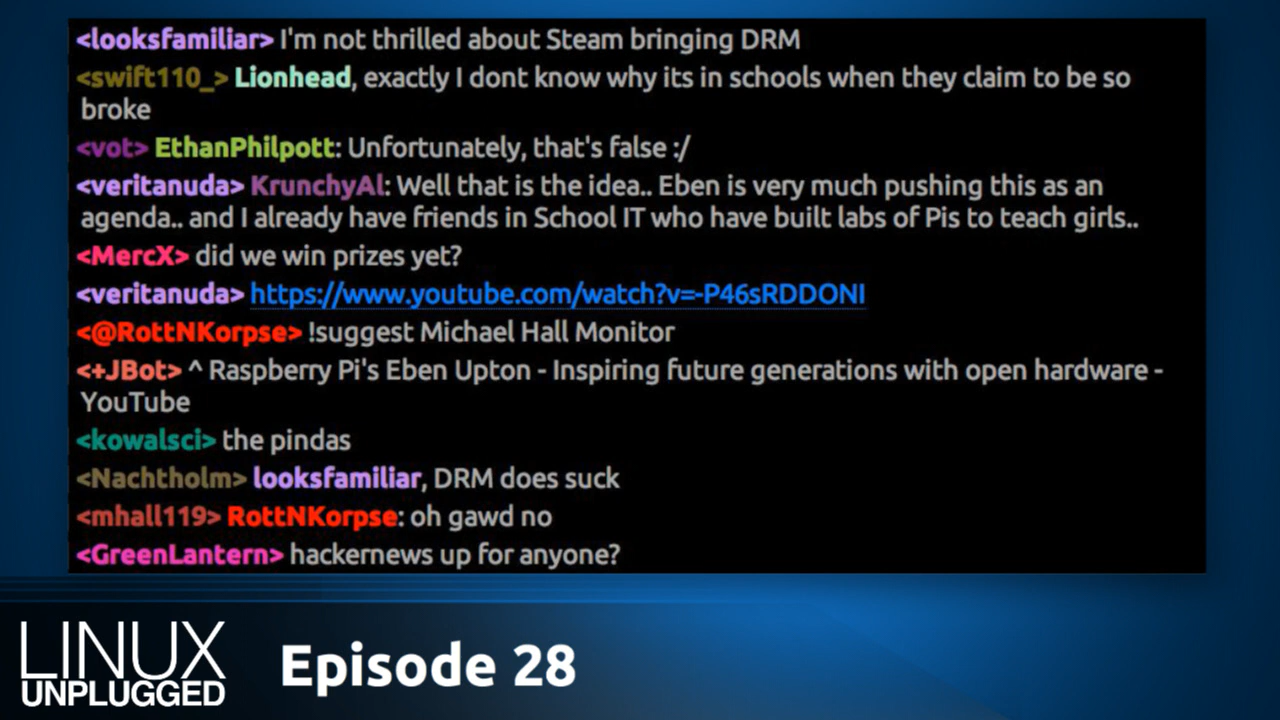 <looksfamiliar> I'm not thrilled about Steam bringing DRM
<swift110_> Lionhead, exactly I dont know why its in schools when they claim to be so
broke
<vot> EthanPhilpott: Unfortunately, that's false :/
<veritanuda> KrunchyAl: Well that is the idea.. Eben is very much pushing this as an
agenda.. and I already have friends in School IT who have built labs of Pis to teach girls..
<MercX> did we win prizes yet?
<veritanuda> https://www.youtube.com/watch?v=-P46sRDDONI
<@RottNKorpse> !suggest Michael Hall Monitor
<+JBot> ^ Raspberry Pi's Eben Upton - Inspiring future generations with open hardware -
YouTube
<kowalsci> the pindas
<Nachtholm> looksfamiliar, DRM does suck
<mhall119> RottNKorpse: oh gawd no
<GreenLantern> hackernews up for anyone?
LINUX
UNPLUGGED
Episode 28